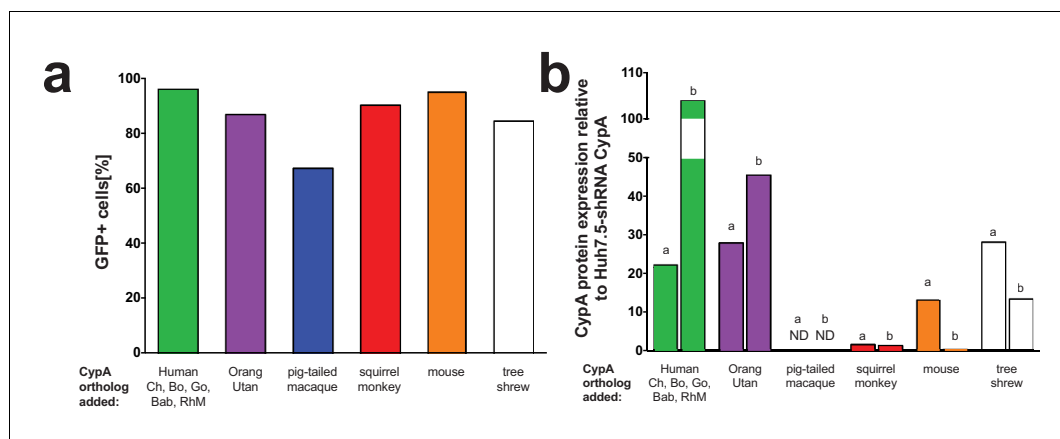 a
GFP+ cells[%]
100
80
60
40
20
0
CypA
ortholog
added:
Human
Ch, Bo, Go,
Bab, RhM
Orang
Utan
pig-tailed
macaque
squirrel
monkey
mouse
tree
shrew
b
CypA protein expression relative
to Huh7.5-shRNA CypA
110
100
50
40
30
20
10
0
a
b
a
b
a
b
ND ND
a
b
a
b
a
b
CypA
ortholog
added:
Human
Ch, Bo, Go,
Bab, RhM
Orang
Utan
pig-tailed
macaque
squirrel
monkey
mouse
tree
shrew